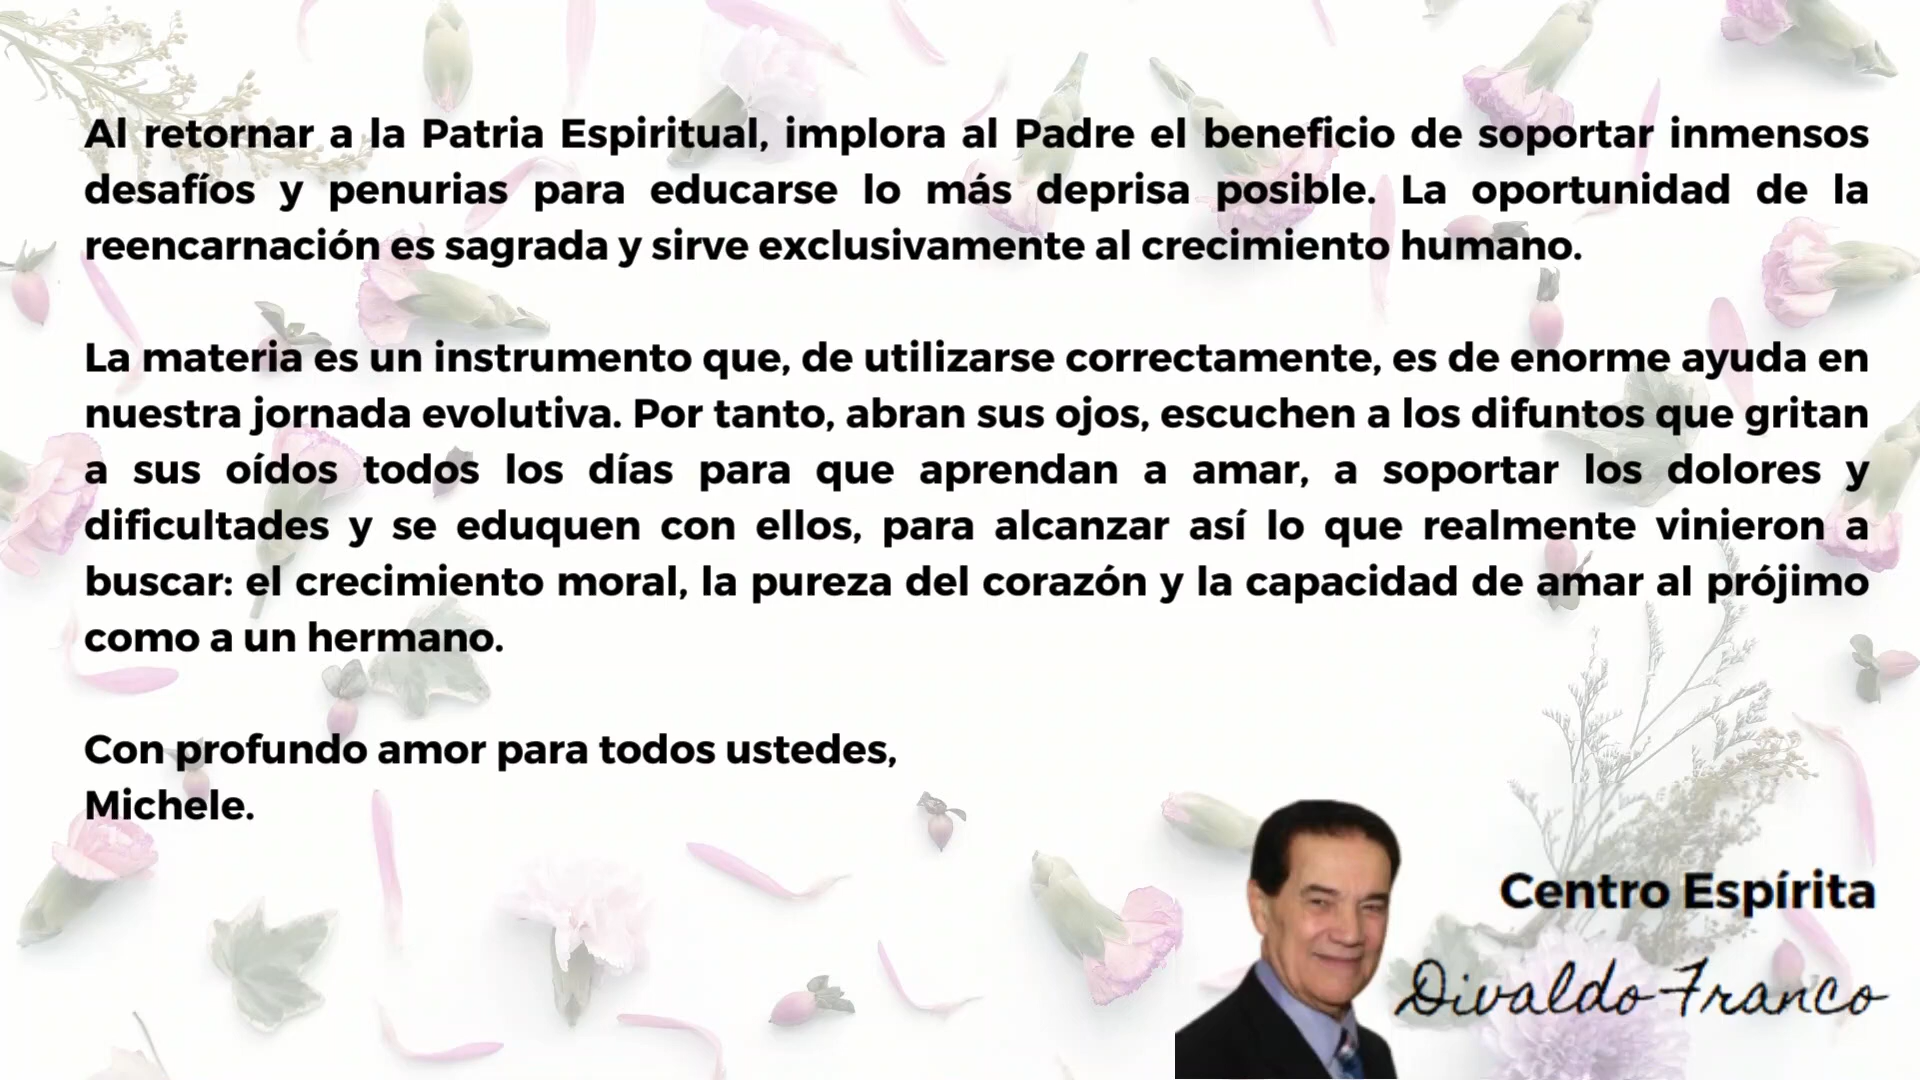 Al retornar a la Patria Espiritual, implora al Padre el beneficio de soportar inmensos
desafíos y penurias para educarse lo más deprisa posible. La oportunidad de la
reencarnación es sagrada y sirve exclusivamente al crecimiento humano.
La materia es un instrumento que, de utilizarse correctamente, es de enorme ayuda en
nuestra jornada evolutiva. Por tanto, abran sus ojos, escuchen a los difuntos que gritan
a sus oídos todos los días para que aprendan a amar, a soportar los dolores y
dificultades y se eduquen con ellos, para alcanzar así lo que realmente vinieron a
buscar: el crecimiento moral, la pureza del corazón y la capacidad de amar al prójimo
como a un hermano.
Con profundo amor para todos ustedes,
Michele.
Centro Espírita
Divaldo Franco